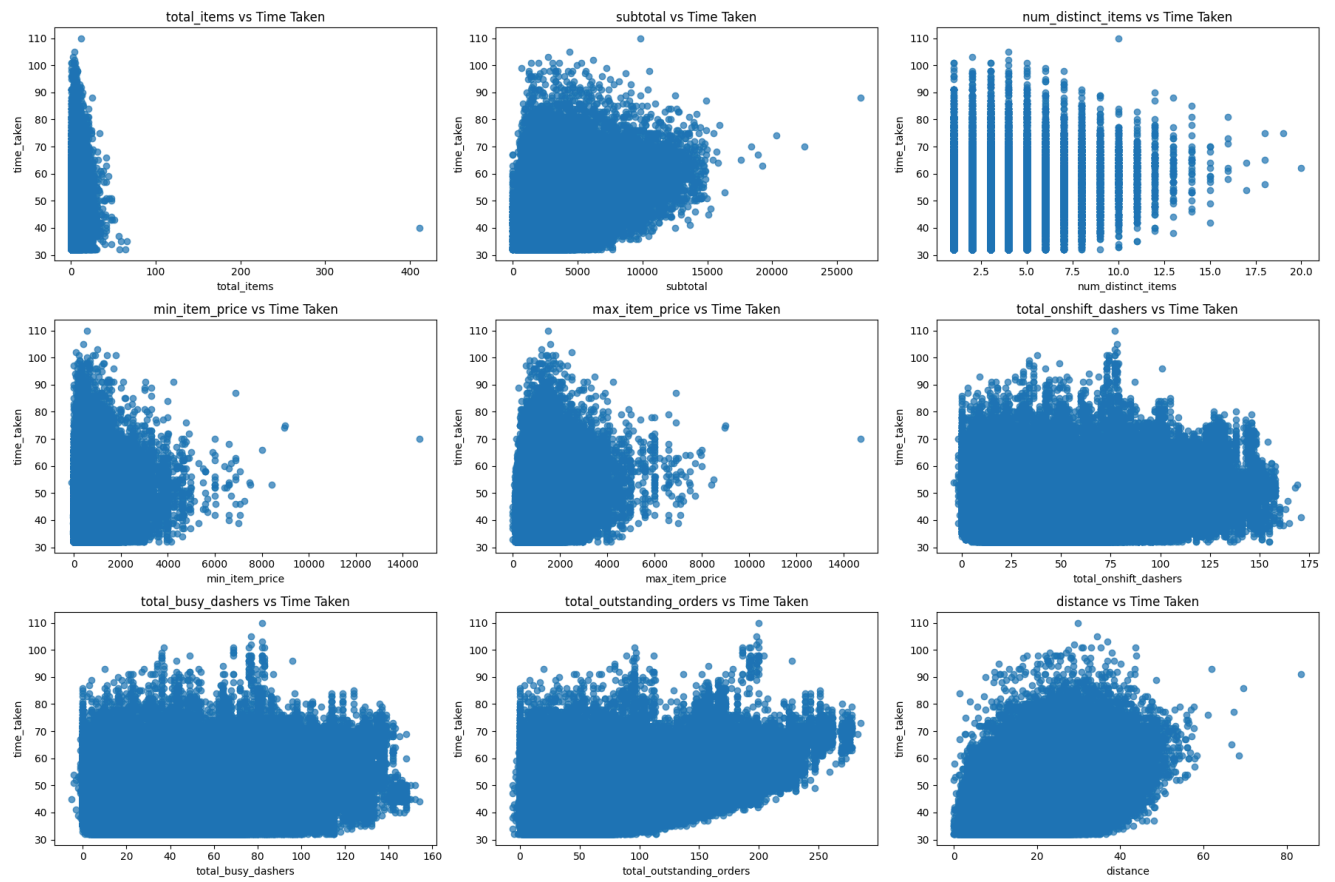 total_items vs Time Taken
subtotal vs Time Taken
num_distinct_items vs Time Taken
110
100
90
80
70
60
50
40
30
time_taken
0 100 200 300 400
total_items
110
100
90
80
70
60
50
40
30
time_taken
0 5000 10000 15000 20000 25000
subtotal
110
100
90
80
70
60
50
40
30
time_taken
2.5 5.0 7.5 10.0 12.5 15.0 17.5 20.0
num_distinct_items
min_item_price vs Time Taken
max_item_price vs Time Taken
total_onshift_dashers vs Time Taken
110
100
90
80
70
60
50
40
30
time_taken
0 2000 4000 6000 8000 10000 12000 14000
min_item_price
110
100
90
80
70
60
50
40
30
time_taken
0 2000 4000 6000 8000 10000 12000 14000
max_item_price
110
100
90
80
70
60
50
40
30
time_taken
0 25 50 75 100 125 150 175
total_onshift_dashers
total_busy_dashers vs Time Taken
total_outstanding_orders vs Time Taken
distance vs Time Taken
110
100
90
80
70
60
50
40
30
time_taken
0 20 40 60 80 100 120 140 160
total_busy_dashers
110
100
90
80
70
60
50
40
30
time_taken
0 50 100 150 200 250
total_outstanding_orders
110
100
90
80
70
60
50
40
30
time_taken
0 20 40 60 80
distance